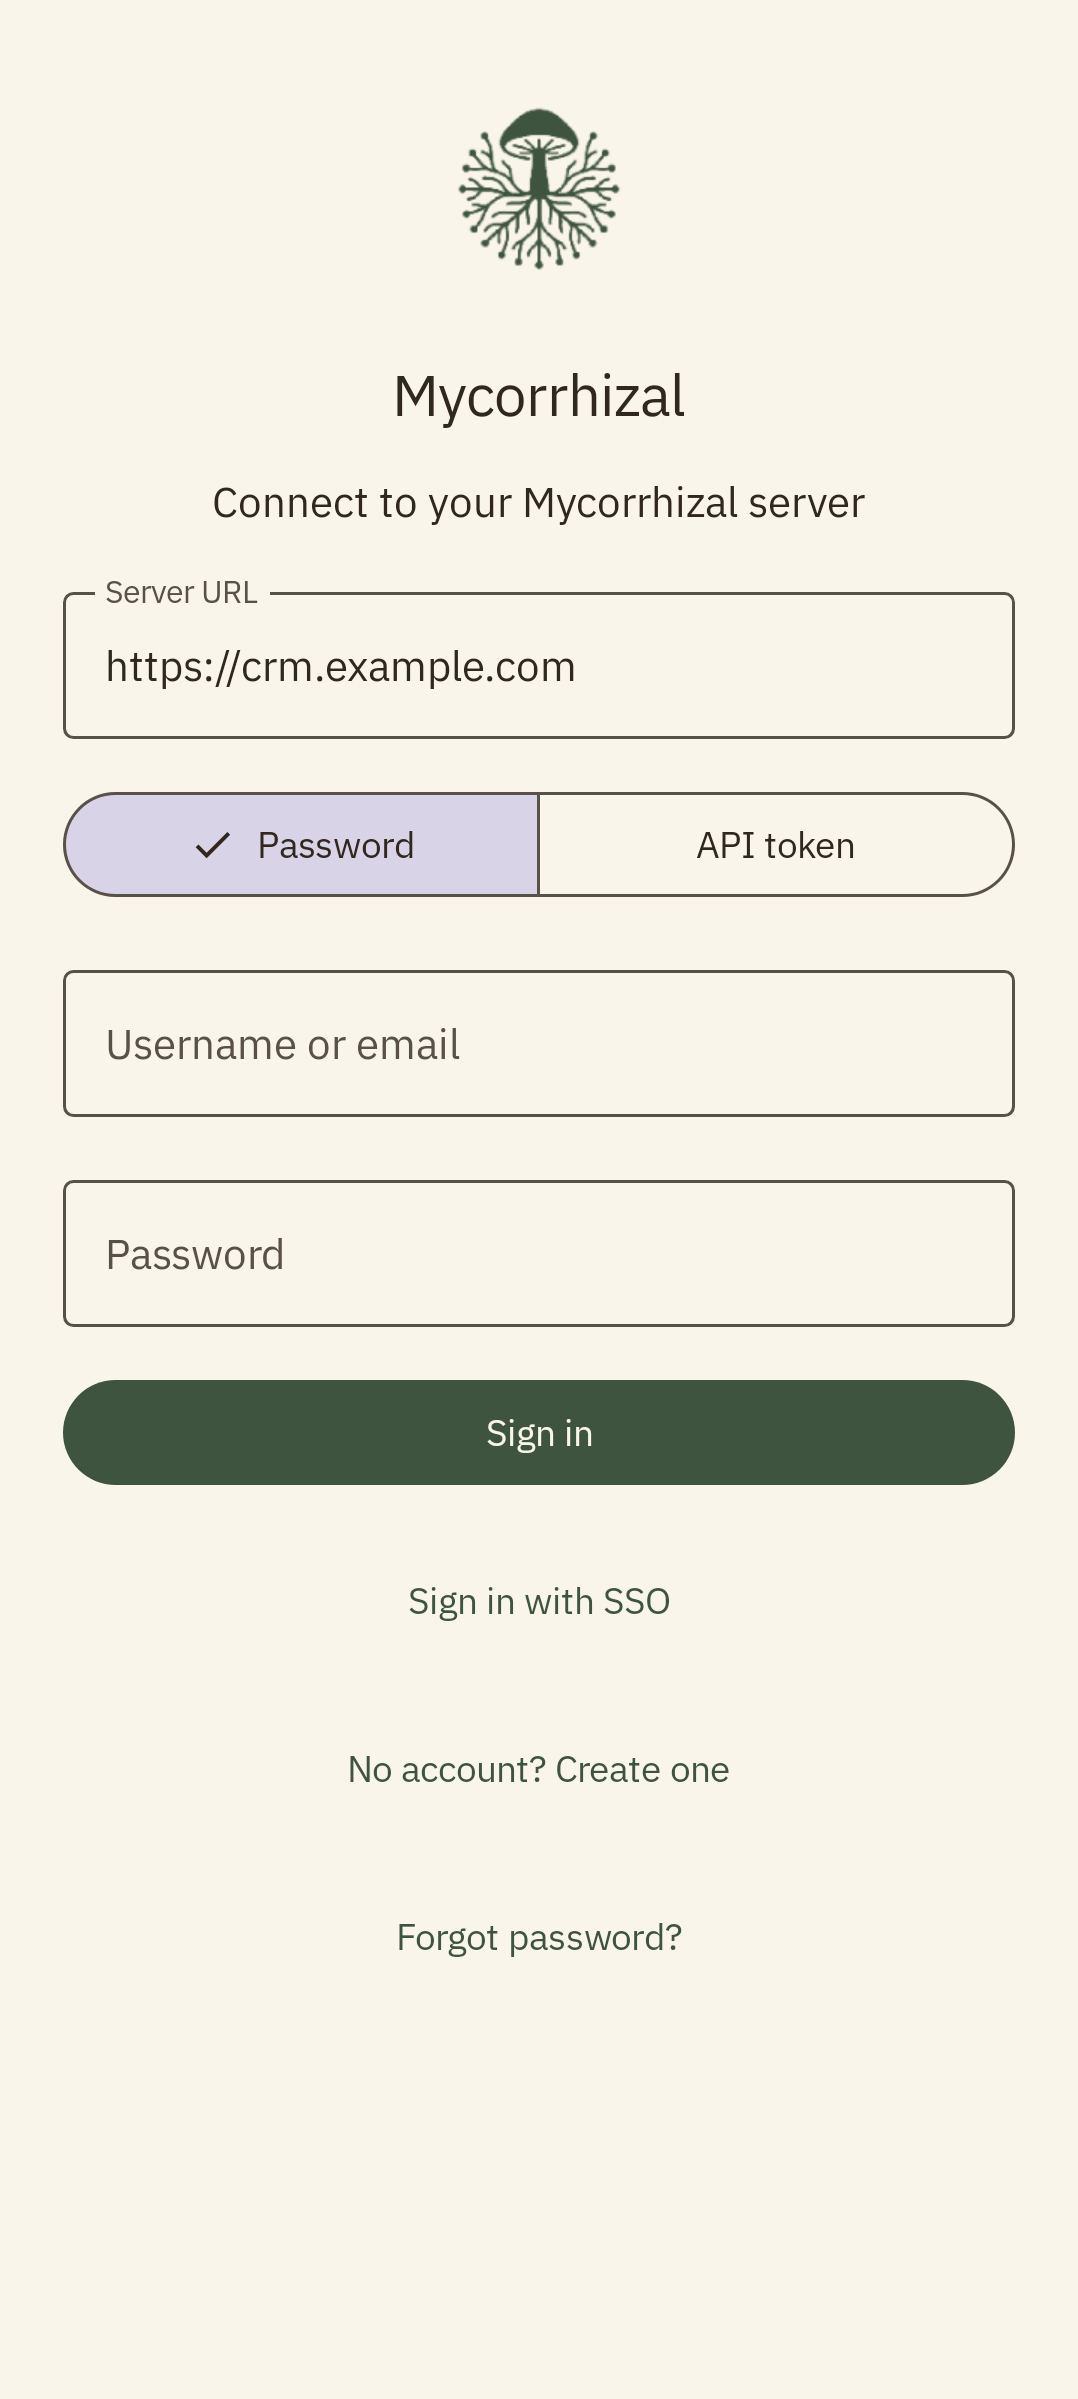 Mycorrhizal
Connect to your Mycorrhizal server
Server URL
https://crm.example.com
Password
API token
Username or email
Password
Sign in
Sign in with SSO
No account? Create one
Forgot password?